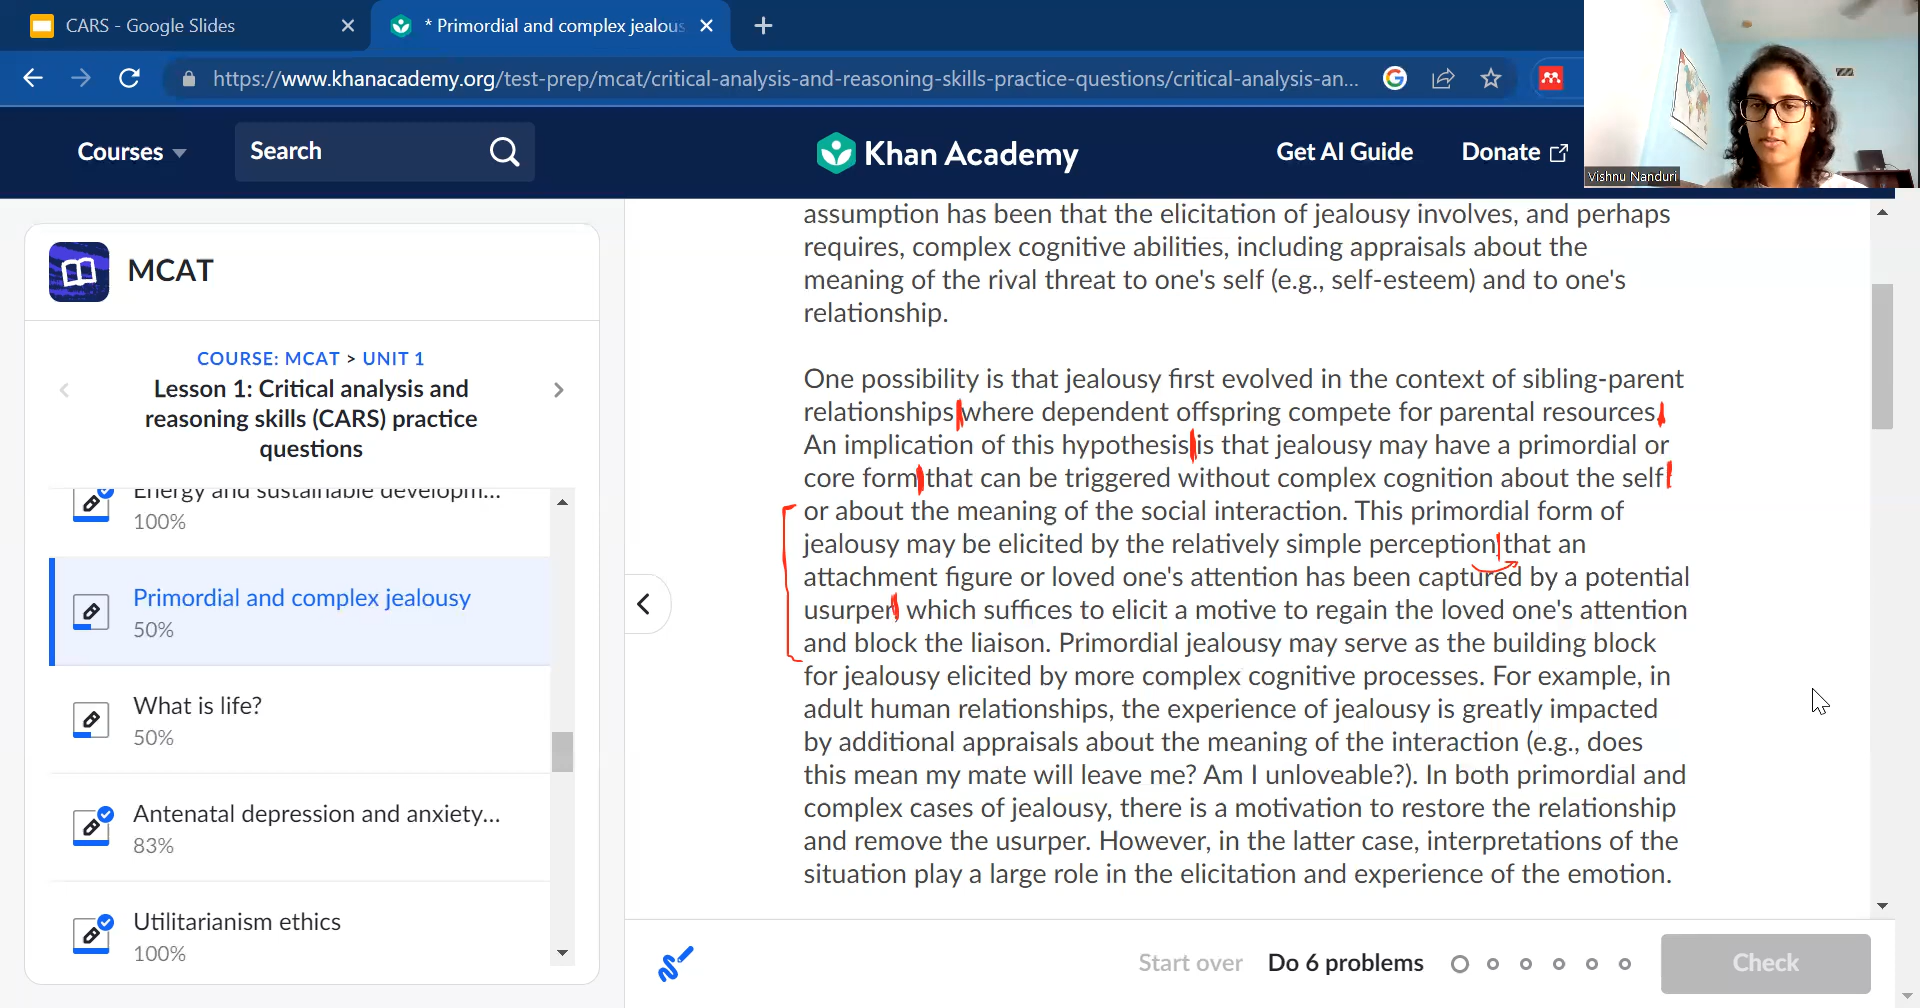 CARS - Google Slides
* Primordial and complex jealous
https://www.khanacademy.org/test-prep/mcat/critical-analysis-and-reasoning-skills-practice-questions/critical-analysis-an...
Courses
Search
Khan Academy
Get AI Guide
Donate
Vishnu Nanduri
MCAT
COURSE: MCAT > UNIT 1
Lesson 1: Critical analysis and
reasoning skills (CARS) practice
questions
Energy and sustainable developm...
100%
Primordial and complex jealousy
50%
What is life?
50%
Antenatal depression and anxiety...
83%
Utilitarianism ethics
100%
assumption has been that the elicitation of jealousy involves, and perhaps
requires, complex cognitive abilities, including appraisals about the
meaning of the rival threat to one's self (e.g., self-esteem) and to one's
relationship.
One possibility is that jealousy first evolved in the context of sibling-parent
relationships where dependent offspring compete for parental resources.
An implication of this hypothesis is that jealousy may have a primordial or
core form that can be triggered without complex cognition about the self
or about the meaning of the social interaction. This primordial form of
jealousy may be elicited by the relatively simple perception that an
attachment figure or loved one's attention has been captured by a potential
usurper, which suffices to elicit a motive to regain the loved one's attention
and block the liaison. Primordial jealousy may serve as the building block
for jealousy elicited by more complex cognitive processes. For example, in
adult human relationships, the experience of jealousy is greatly impacted
by additional appraisals about the meaning of the interaction (e.g., does
this mean my mate will leave me? Am I unloveable?). In both primordial and
complex cases of jealousy, there is a motivation to restore the relationship
and remove the usurper. However, in the latter case, interpretations of the
situation play a large role in the elicitation and experience of the emotion.
Start over
Do 6 problems
Check